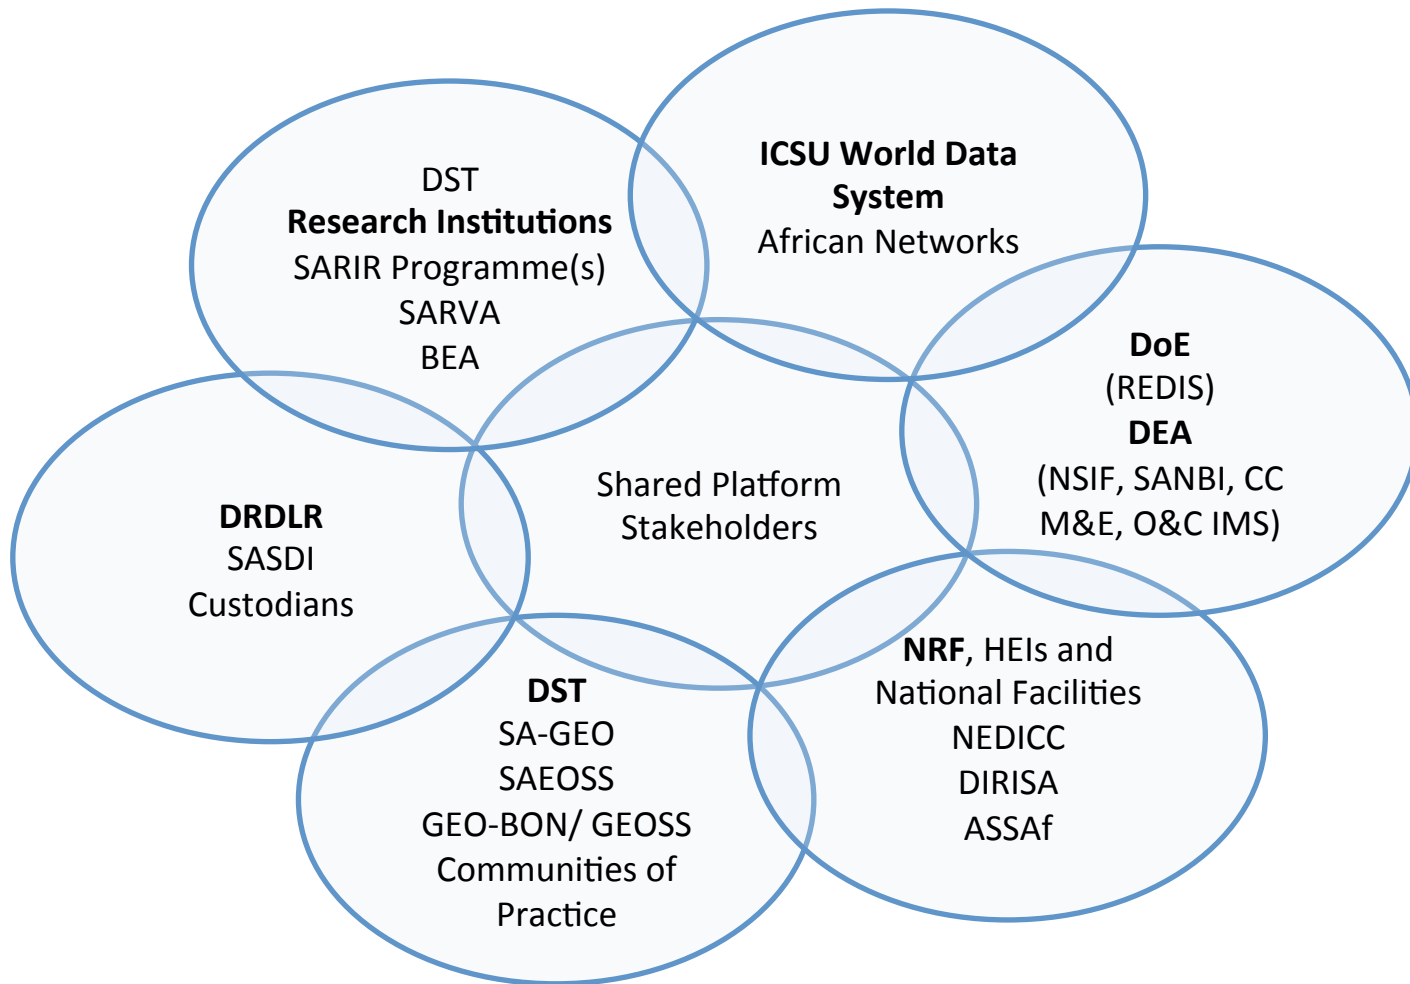 DST
Research Institutions
SARIR Programme(s)
SARVA
BEA
ICSU World Data
System
African Networks
DoE
(REDIS)
DEA
(NSIF, SANBI, CC
M&E, O&C IMS)
Shared Platform
Stakeholders
DRDLR
SASDI
Custodians
DST
SA-GEO
SAEOSS
GEO-BON/ GEOSS
Communities of
Practice
NRF, HEIs and
National Facilities
NEDICC
DIRISA
ASSAf